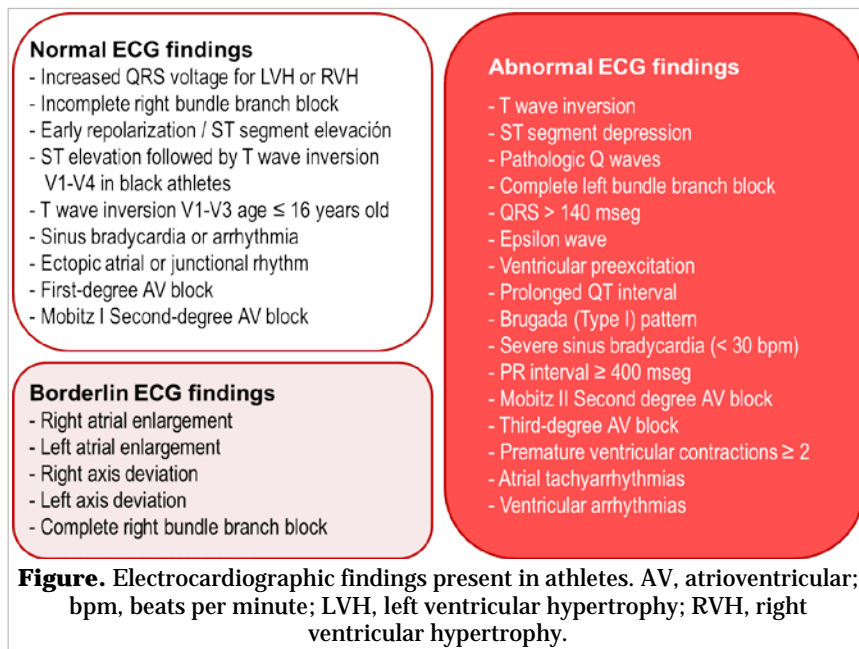 Normal ECG findings
- Increased QRS voltage for LVH or RVH
- Incomplete right bundle branch block
- Early repolarization / ST segment elevación
- ST elevation followed by T wave inversion
V1-V4 in black athletes
- T wave inversion V1-V3 age ≤ 16 years old
- Sinus bradycardia or arrhythmia
- Ectopic atrial or junctional rhythm
- First-degree AV block
- Mobitz I Second-degree AV block
Borderlin ECG findings
- Right atrial enlargement
- Left atrial enlargement
- Right axis deviation
- Left axis deviation
- Complete right bundle branch block
Abnormal ECG findings
- T wave inversion
- ST segment depression
- Pathologic Q waves
- Complete left bundle branch block
- QRS > 140 mseg
- Epsilon wave
- Ventricular preexcitation
- Prolonged QT interval
- Brugada (Type I) pattern
- Severe sinus bradycardia (< 30 bpm)
- PR interval ≥ 400 mseg
- Mobitz II Second degree AV block
- Third-degree AV block
- Premature ventricular contractions ≥ 2
- Atrial tachyarrhythmias
- Ventricular arrhythmias
Figure. Electrocardiographic findings present in athletes. AV, atrioventricular;
bpm, beats per minute; LVH, left ventricular hypertrophy; RVH, right
ventricular hypertrophy.